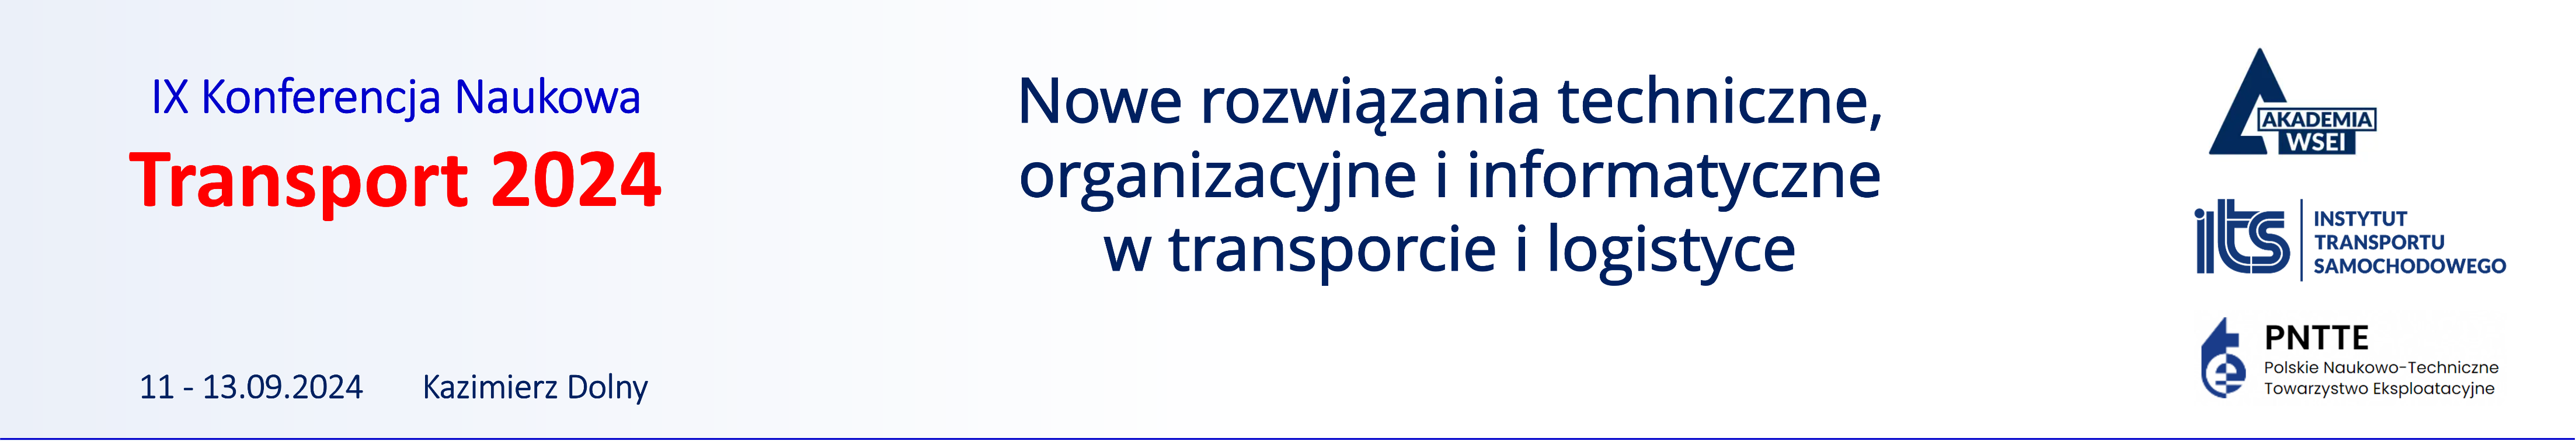 IX Konferencja Naukowa
Transport 2024
11 - 13.09.2024 Kazimierz Dolny
Nowe rozwiązania techniczne,
organizacyjne i informatyczne
w transporcie i logistyce
AKADEMIA
WSEI
its
INSTYTUT
TRANSPORTU
SAMOCHODOWEGO
te
PNTTE
Polskie Naukowo-Techniczne
Towarzystwo Eksploatacyjne